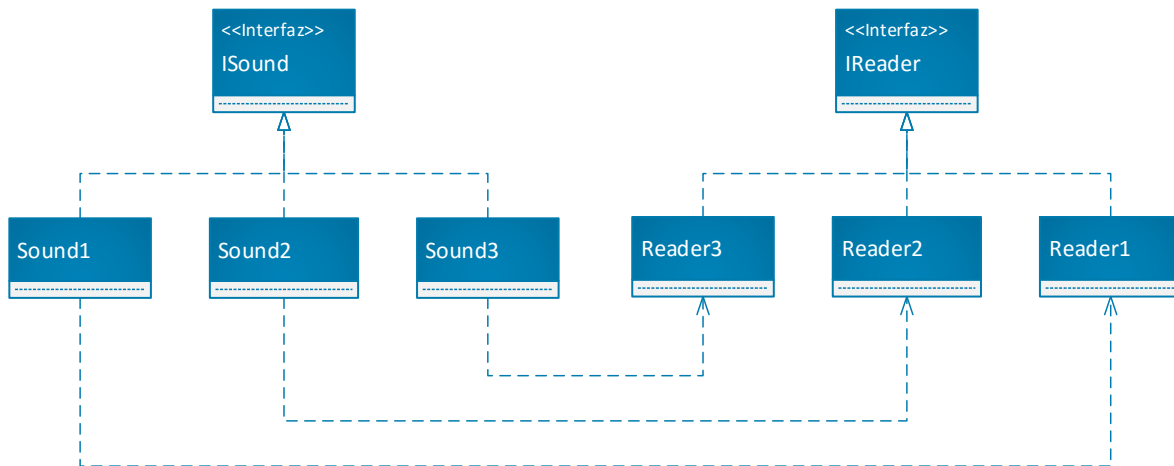 <<Interfaz>>
ISound
<<Interfaz>>
IReader
Sound1
Sound2
Sound3
Reader3
Reader2
Reader1